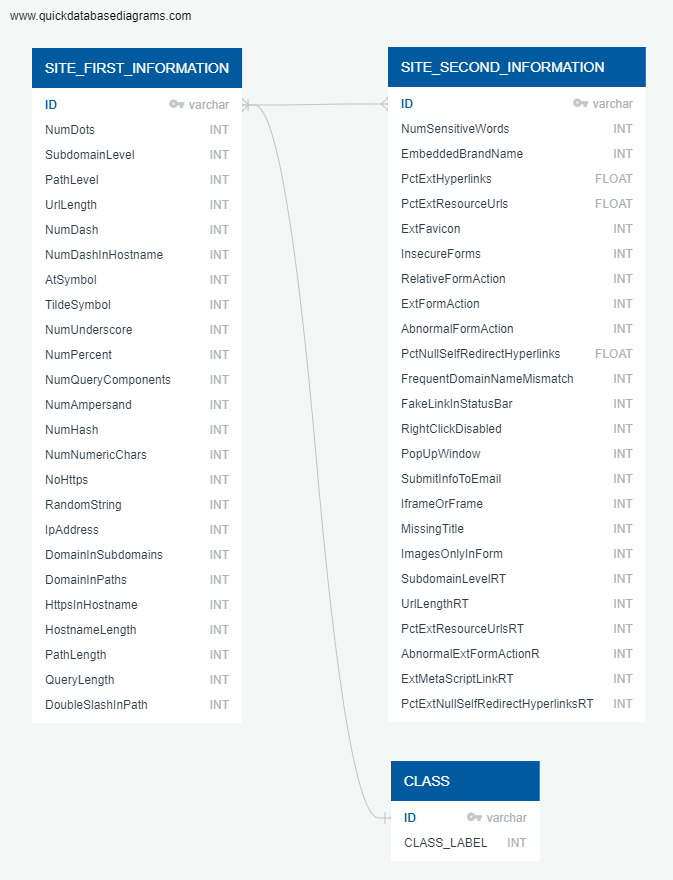 www.quickdatabasediagrams.com
SITE_FIRST_INFORMATION
ID varchar
NumDots INT
SubdomainLevel INT
PathLevel INT
UrlLength INT
NumDash INT
NumDashInHostname INT
AtSymbol INT
TildeSymbol INT
NumUnderscore INT
NumPercent INT
NumQueryComponents INT
NumAmpersand INT
NumHash INT
NumNumericChars INT
NoHttps INT
RandomString INT
IpAddress INT
DomainInSubdomains INT
DomainInPaths INT
HttpsInHostname INT
HostnameLength INT
PathLength INT
QueryLength INT
DoubleSlashInPath INT
SITE_SECOND_INFORMATION
ID varchar
NumSensitiveWords INT
EmbeddedBrandName INT
PctExtHyperlinks FLOAT
PctExtResourceUrls FLOAT
ExtFavicon INT
InsecureForms INT
RelativeFormAction INT
ExtFormAction INT
AbnormalFormAction INT
PctNullSelfRedirectHyperlinks FLOAT
FrequentDomainNameMismatch INT
FakeLinkInStatusBar INT
RightClickDisabled INT
PopUpWindow INT
SubmitInfoToEmail INT
IframeOrFrame INT
MissingTitle INT
ImagesOnlyInForm INT
SubdomainLevelRT INT
UrlLengthRT INT
PctExtResourceUrlsRT INT
AbnormalExtFormActionR INT
ExtMetaScriptLinkRT INT
PctExtNullSelfRedirectHyperlinksRT INT
CLASS
ID varchar
CLASS_LABEL INT